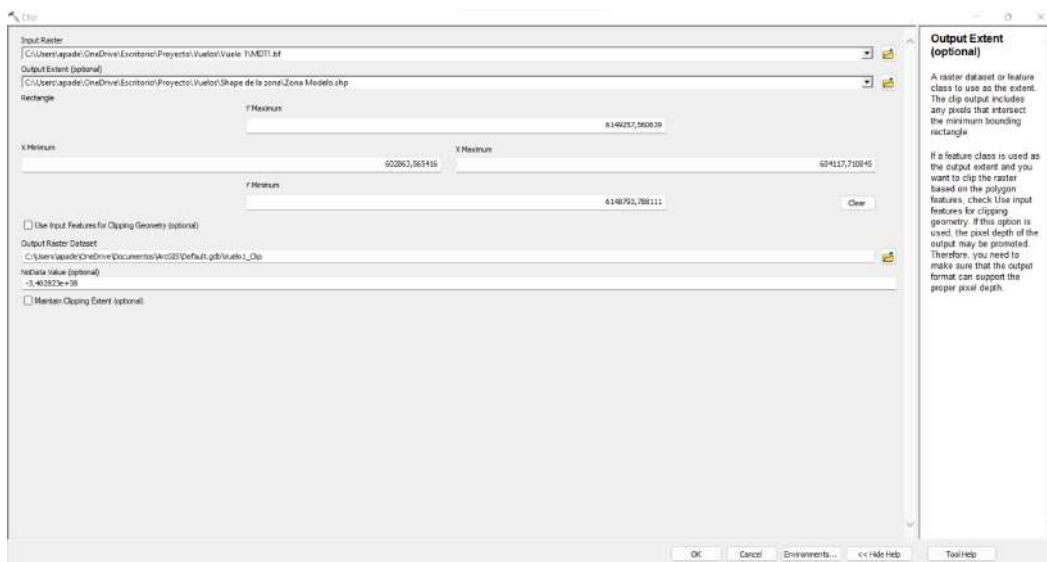 Clip
Input Raster
C:\Users\apade\OneDrive\Escritorio\Proyecto\Vuelos\Vuelo 1\MDT1.tif
Output Extent (optional)
C:\Users\apade\OneDrive\Escritorio\Proyecto\Vuelos\Shape de la zona\Zona Modelo.shp
Rectangle
Y Maximum
6149257,560639
X Minimum
X Maximum
602863,565416
604117,710845
Y Minimum
6148793,788111
Clear
Use Input Features for Clipping Geometry (optional)
Output Raster Dataset
C:\Users\apade\OneDrive\Documentos\ArcGIS\Default.gdb\Vuelo1_Clip
NoData Value (optional)
-3,402823e+38
Maintain Clipping Extent (optional)
OK
Cancel
Environments...
<< Hide Help
Tool Help
Output Extent
(optional)
A raster dataset or feature
class to use as the extent.
The clip output includes
any pixels that intersect
the minimum bounding
rectangle.
If a feature class is used as
the output extent and you
want to clip the raster
based on the polygon
features, check Use input
features for clipping
geometry. If this option is
used, the pixel depth of the
output may be promoted.
Therefore, you need to
make sure that the output
format can support the
proper pixel depth.